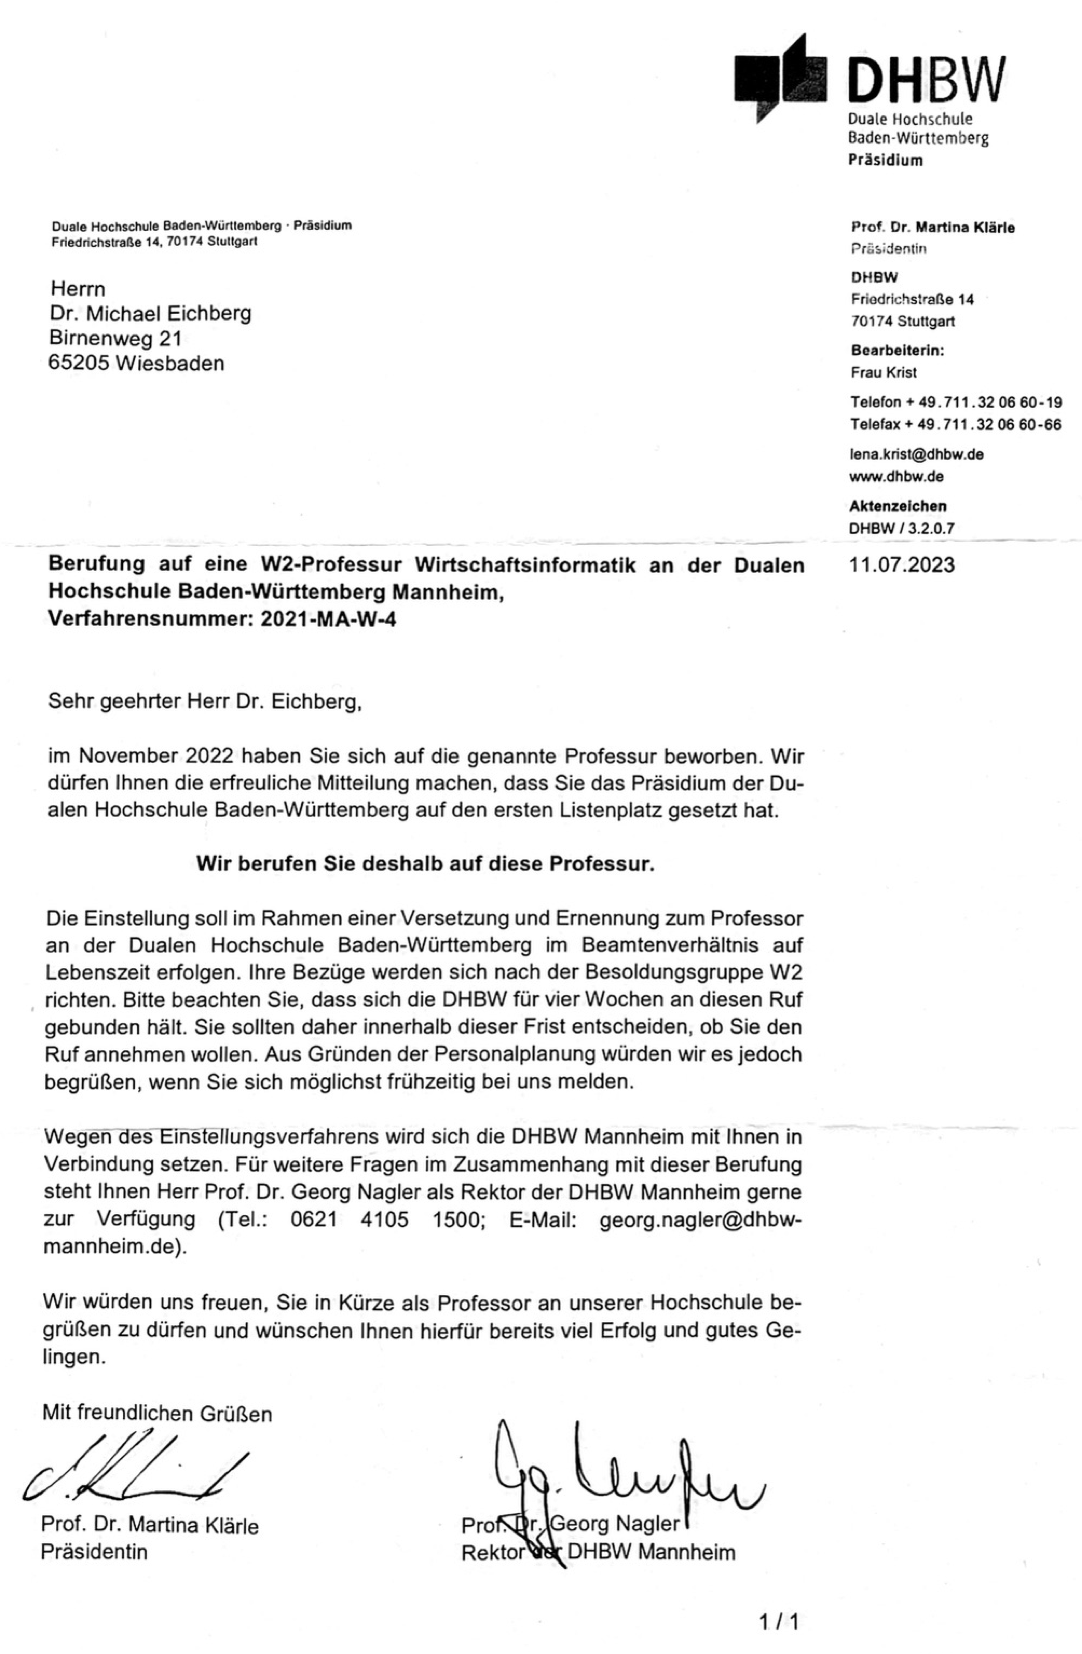 DHBW
Duale Hochschule
Baden-Württemberg
Präsidium
Duale Hochschule Baden-Württemberg · Präsidium
Friedrichstraße 14, 70174 Stuttgart
Herrn
Dr. Michael Eichberg
Birnenweg 21
65205 Wiesbaden
Prof. Dr. Martina Klärle
Präsidentin
DHBW
Friedrichstraße 14
70174 Stuttgart
Bearbeiterin:
Frau Krist
Telefon + 49.711.32 06 60-19
Telefax + 49.711.32 06 60-66
lena.krist@dhbw.de
www.dhbw.de
Aktenzeichen
DHBW / 3.2.0.7
11.07.2023
Berufung auf eine W2-Professur Wirtschaftsinformatik an der Dualen
Hochschule Baden-Württemberg Mannheim,
Verfahrensnummer: 2021-MA-W-4
Sehr geehrter Herr Dr. Eichberg,
im November 2022 haben Sie sich auf die genannte Professur beworben. Wir
dürfen Ihnen die erfreuliche Mitteilung machen, dass Sie das Präsidium der Du-
alen Hochschule Baden-Württemberg auf den ersten Listenplatz gesetzt hat.
Wir berufen Sie deshalb auf diese Professur.
Die Einstellung soll im Rahmen einer Versetzung und Ernennung zum Professor
an der Dualen Hochschule Baden-Württemberg im Beamtenverhältnis auf
Lebenszeit erfolgen. Ihre Bezüge werden sich nach der Besoldungsgruppe W2
richten. Bitte beachten Sie, dass sich die DHBW für vier Wochen an diesen Ruf
gebunden hält. Sie sollten daher innerhalb dieser Frist entscheiden, ob Sie den
Ruf annehmen wollen. Aus Gründen der Personalplanung würden wir es jedoch
begrüßen, wenn Sie sich möglichst frühzeitig bei uns melden.
Wegen des Einstellungsverfahrens wird sich die DHBW Mannheim mit Ihnen in
Verbindung setzen. Für weitere Fragen im Zusammenhang mit dieser Berufung
steht Ihnen Herr Prof. Dr. Georg Nagler als Rektor der DHBW Mannheim gerne
zur Verfügung (Tel.: 0621 4105 1500; E-Mail: georg.nagler@dhbw-
mannheim.de).
Wir würden uns freuen, Sie in Kürze als Professor an unserer Hochschule be-
grüßen zu dürfen und wünschen Ihnen hierfür bereits viel Erfolg und gutes Ge-
lingen.
Mit freundlichen Grüßen
Prof. Dr. Martina Klärle
Präsidentin
Prof. Dr. Georg Nagler
Rektor der DHBW Mannheim
1 / 1